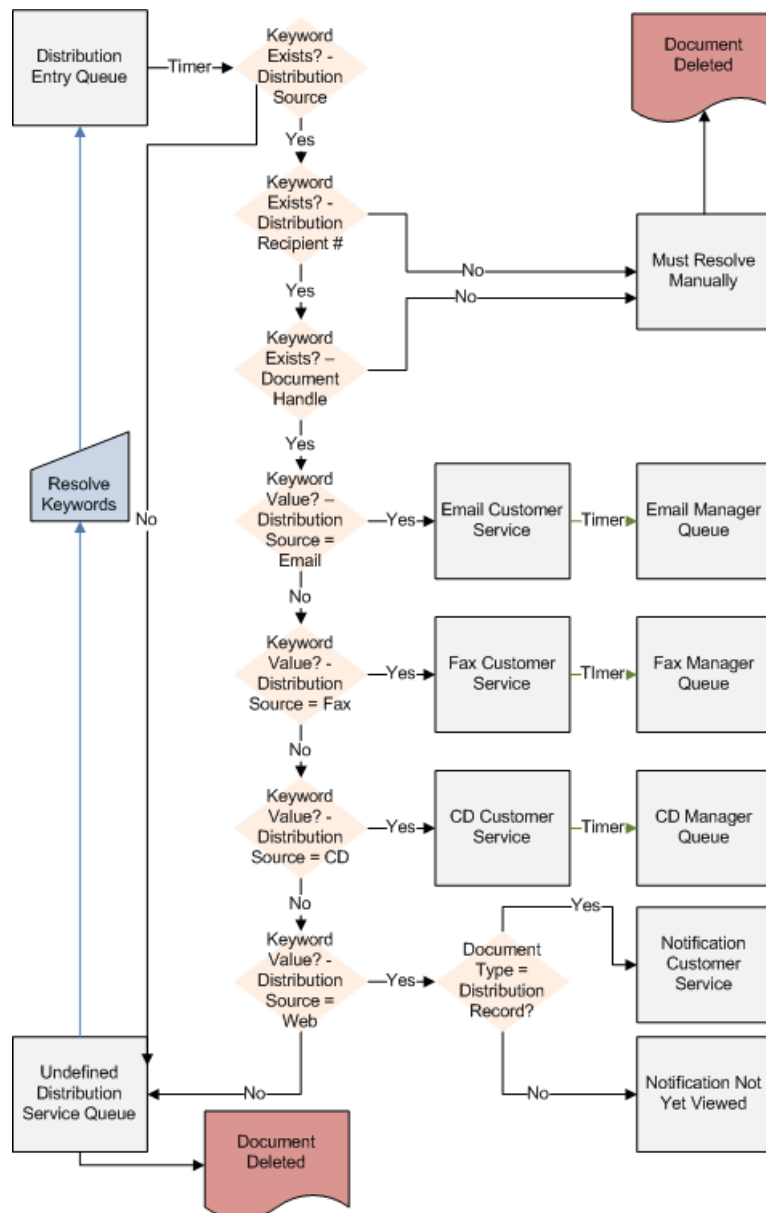 Distribution
Entry Queue
Timer
Keyword
Exists? -
Distribution
Source
Document
Deleted
Yes
Keyword
Exists? -
Distribution
Recipient #
No
Must Resolve
Manually
Yes
No
Keyword
Exists? –
Document
Handle
Yes
Resolve
Keywords
No
Keyword
Value? –
Distribution
Source =
Email
Yes
Email Customer
Service
Timer
Email Manager
Queue
No
Keyword
Value? -
Distribution
Source = Fax
Yes
Fax Customer
Service
TImer
Fax Manager
Queue
No
Keyword
Value? -
Distribution
Source = CD
Yes
CD Customer
Service
Timer
CD Manager
Queue
No
Keyword
Value? -
Distribution
Source =
Web
Yes
Document
Type =
Distribution
Record?
Yes
Notification
Customer
Service
No
Notification Not
Yet Viewed
No
Undefined
Distribution
Service Queue
Document
Deleted